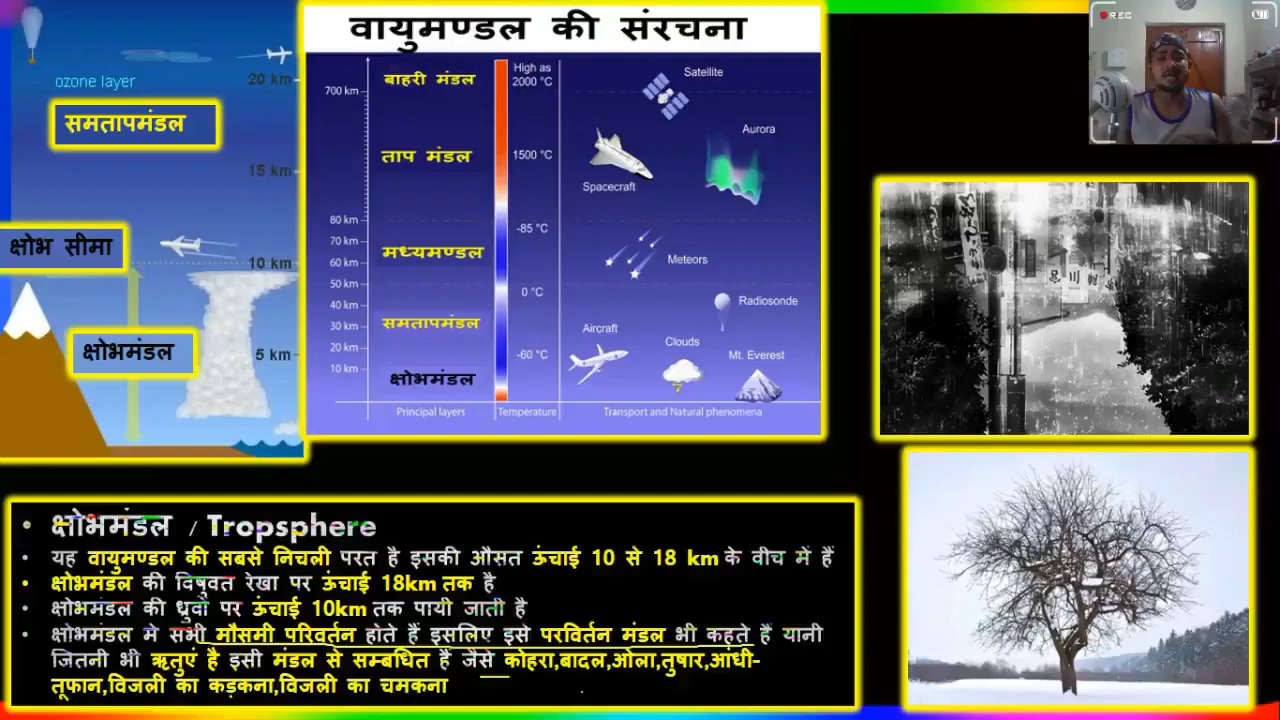 वायुमण्डल की संरचना
REC
20 km
ozone layer
समतापमंडल
15 km
क्षोभ सीमा
10 km
क्षोभमंडल
5 km
बाहरी मंडल
High as
2000 °C
Satellite
700 km
Aurora
ताप मंडल
1500 °C
Spacecraft
80 km
-85 °C
70 km
मध्यमण्डल
60 km
Meteors
50 km
0 °C
40 km
Radiosonde
30 km
समतापमंडल
Aircraft
20 km
-60 °C
Clouds
Mt. Everest
10 km
क्षोभमंडल
Principal layers
Temperature
Transport and Natural phenomena
• क्षोभमंडल / Tropsphere
• यह वायुमण्डल की सबसे निचली परत है इसकी औसत ऊंचाई 10 से 18 km के वीच में हैं
• क्षोभमंडल की विषुवत रेखा पर ऊंचाई 18km तक है
• क्षोभमंडल की ध्रुवों पर ऊंचाई 10km तक पायी जाती है
• क्षोभमंडल में सभी मौसमी परिवर्तन होते हैं इसलिए इसे परविर्तन मंडल भी कहते हैं यानी
जितनी भी ऋतुएं है इसी मंडल से सम्बधित हैं जैसे कोहरा,बादल,ओला,तुषार,आंधी-
तूफान,विजली का कड़कना,विजली का चमकना